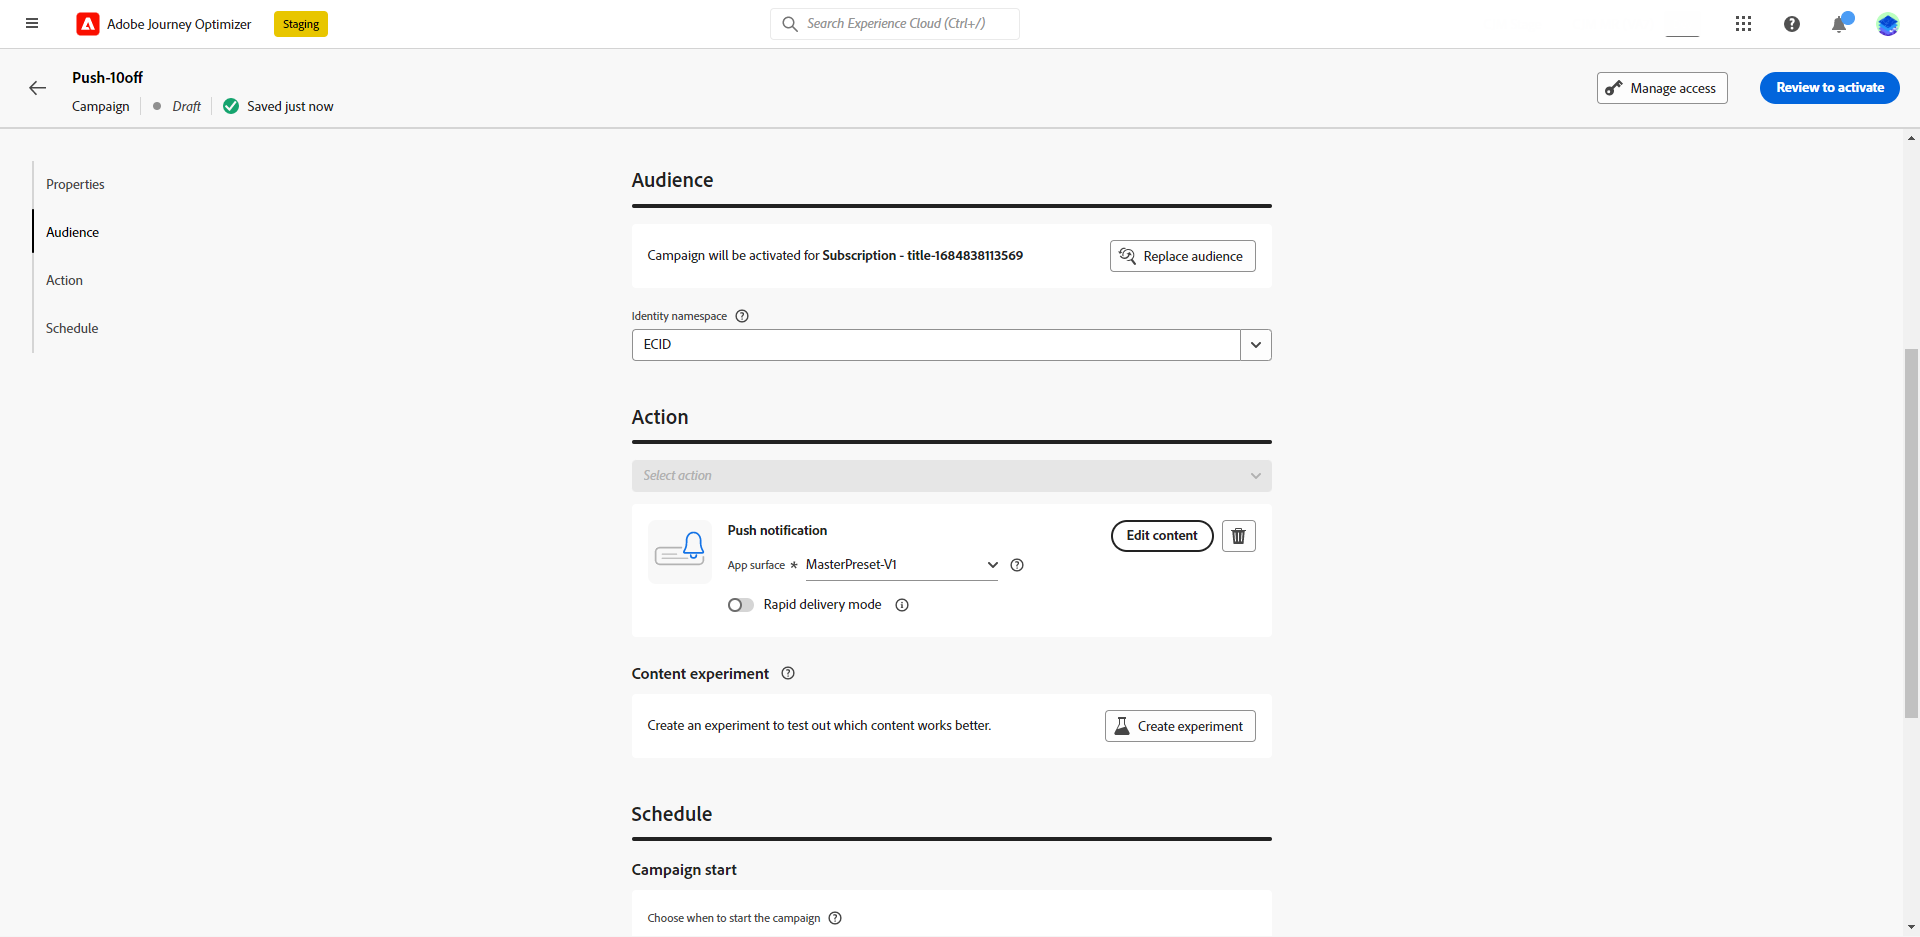 Adobe Journey Optimizer
Staging
Search Experience Cloud (Ctrl+/)
Push-10off
Campaign
Draft
Saved just now
Manage access
Review to activate
Properties
Audience
Action
Schedule
Audience
Campaign will be activated for Subscription - title-1684838113569
Replace audience
Identity namespace
ECID
Action
Select action
Push notification
Edit content
App surface * MasterPreset-V1
Rapid delivery mode
Content experiment
Create an experiment to test out which content works better.
Create experiment
Schedule
Campaign start
Choose when to start the campaign